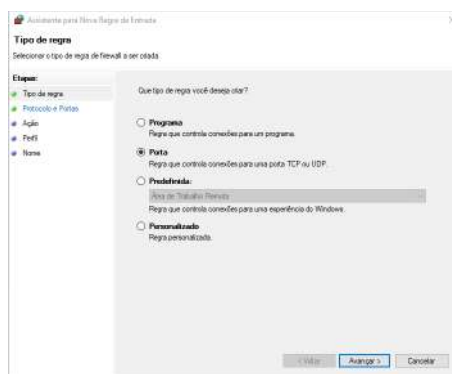 Assistente para Nova Regra de Entrada
Tipo de regra
Selecionar o tipo de regra de firewall a ser criada.
Etapas:
Tipo de regra
Protocolo e Portas
Ação
Perfil
Nome
Que tipo de regra você deseja criar?
Programa
Regra que controla conexões para um programa.
Porta
Regra que controla conexões para uma porta TCP ou UDP.
Predefinida:
Área de Trabalho Remota
Regra que controla conexões para uma experiência do Windows.
Personalizado
Regra personalizada.
< Voltar
Avançar >
Cancelar